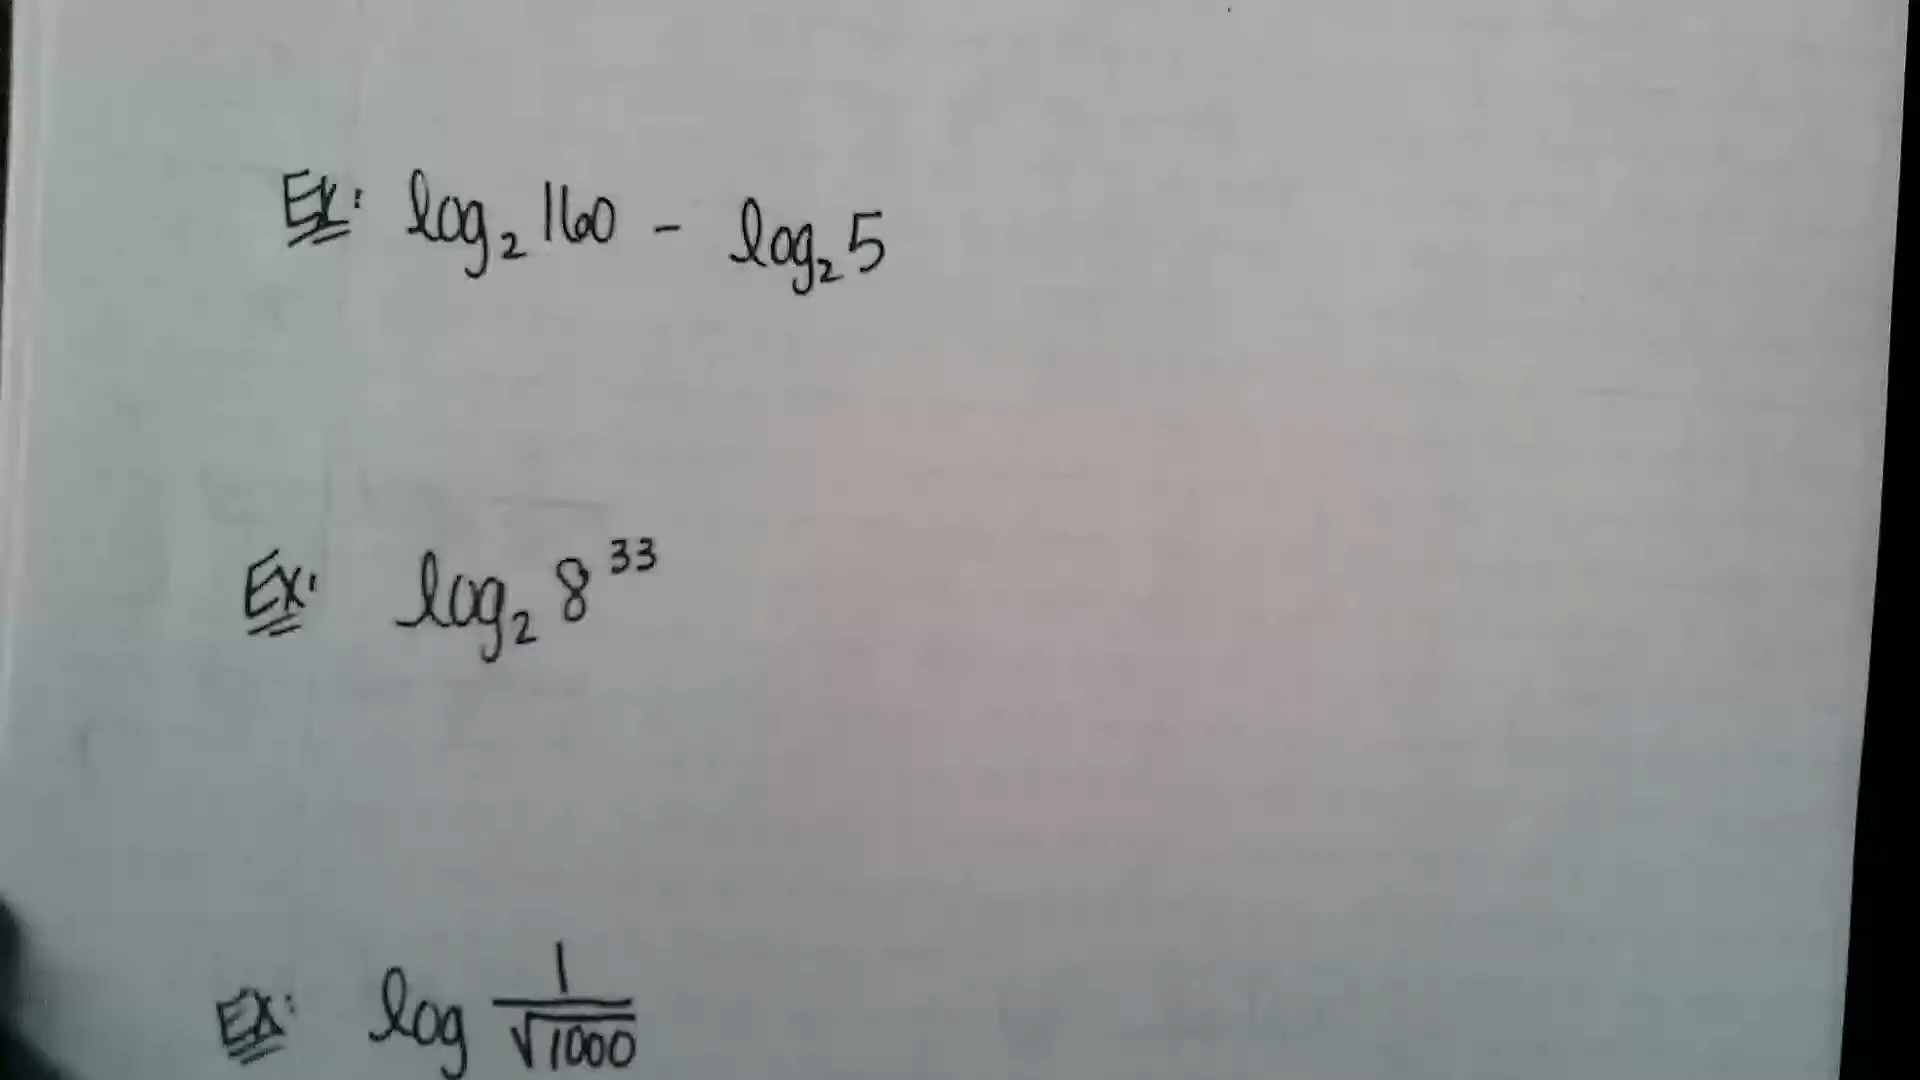 Ex: log₂ 160 - log₂ 5
Ex: log₂ 8³³
Ex: log 1/√1000